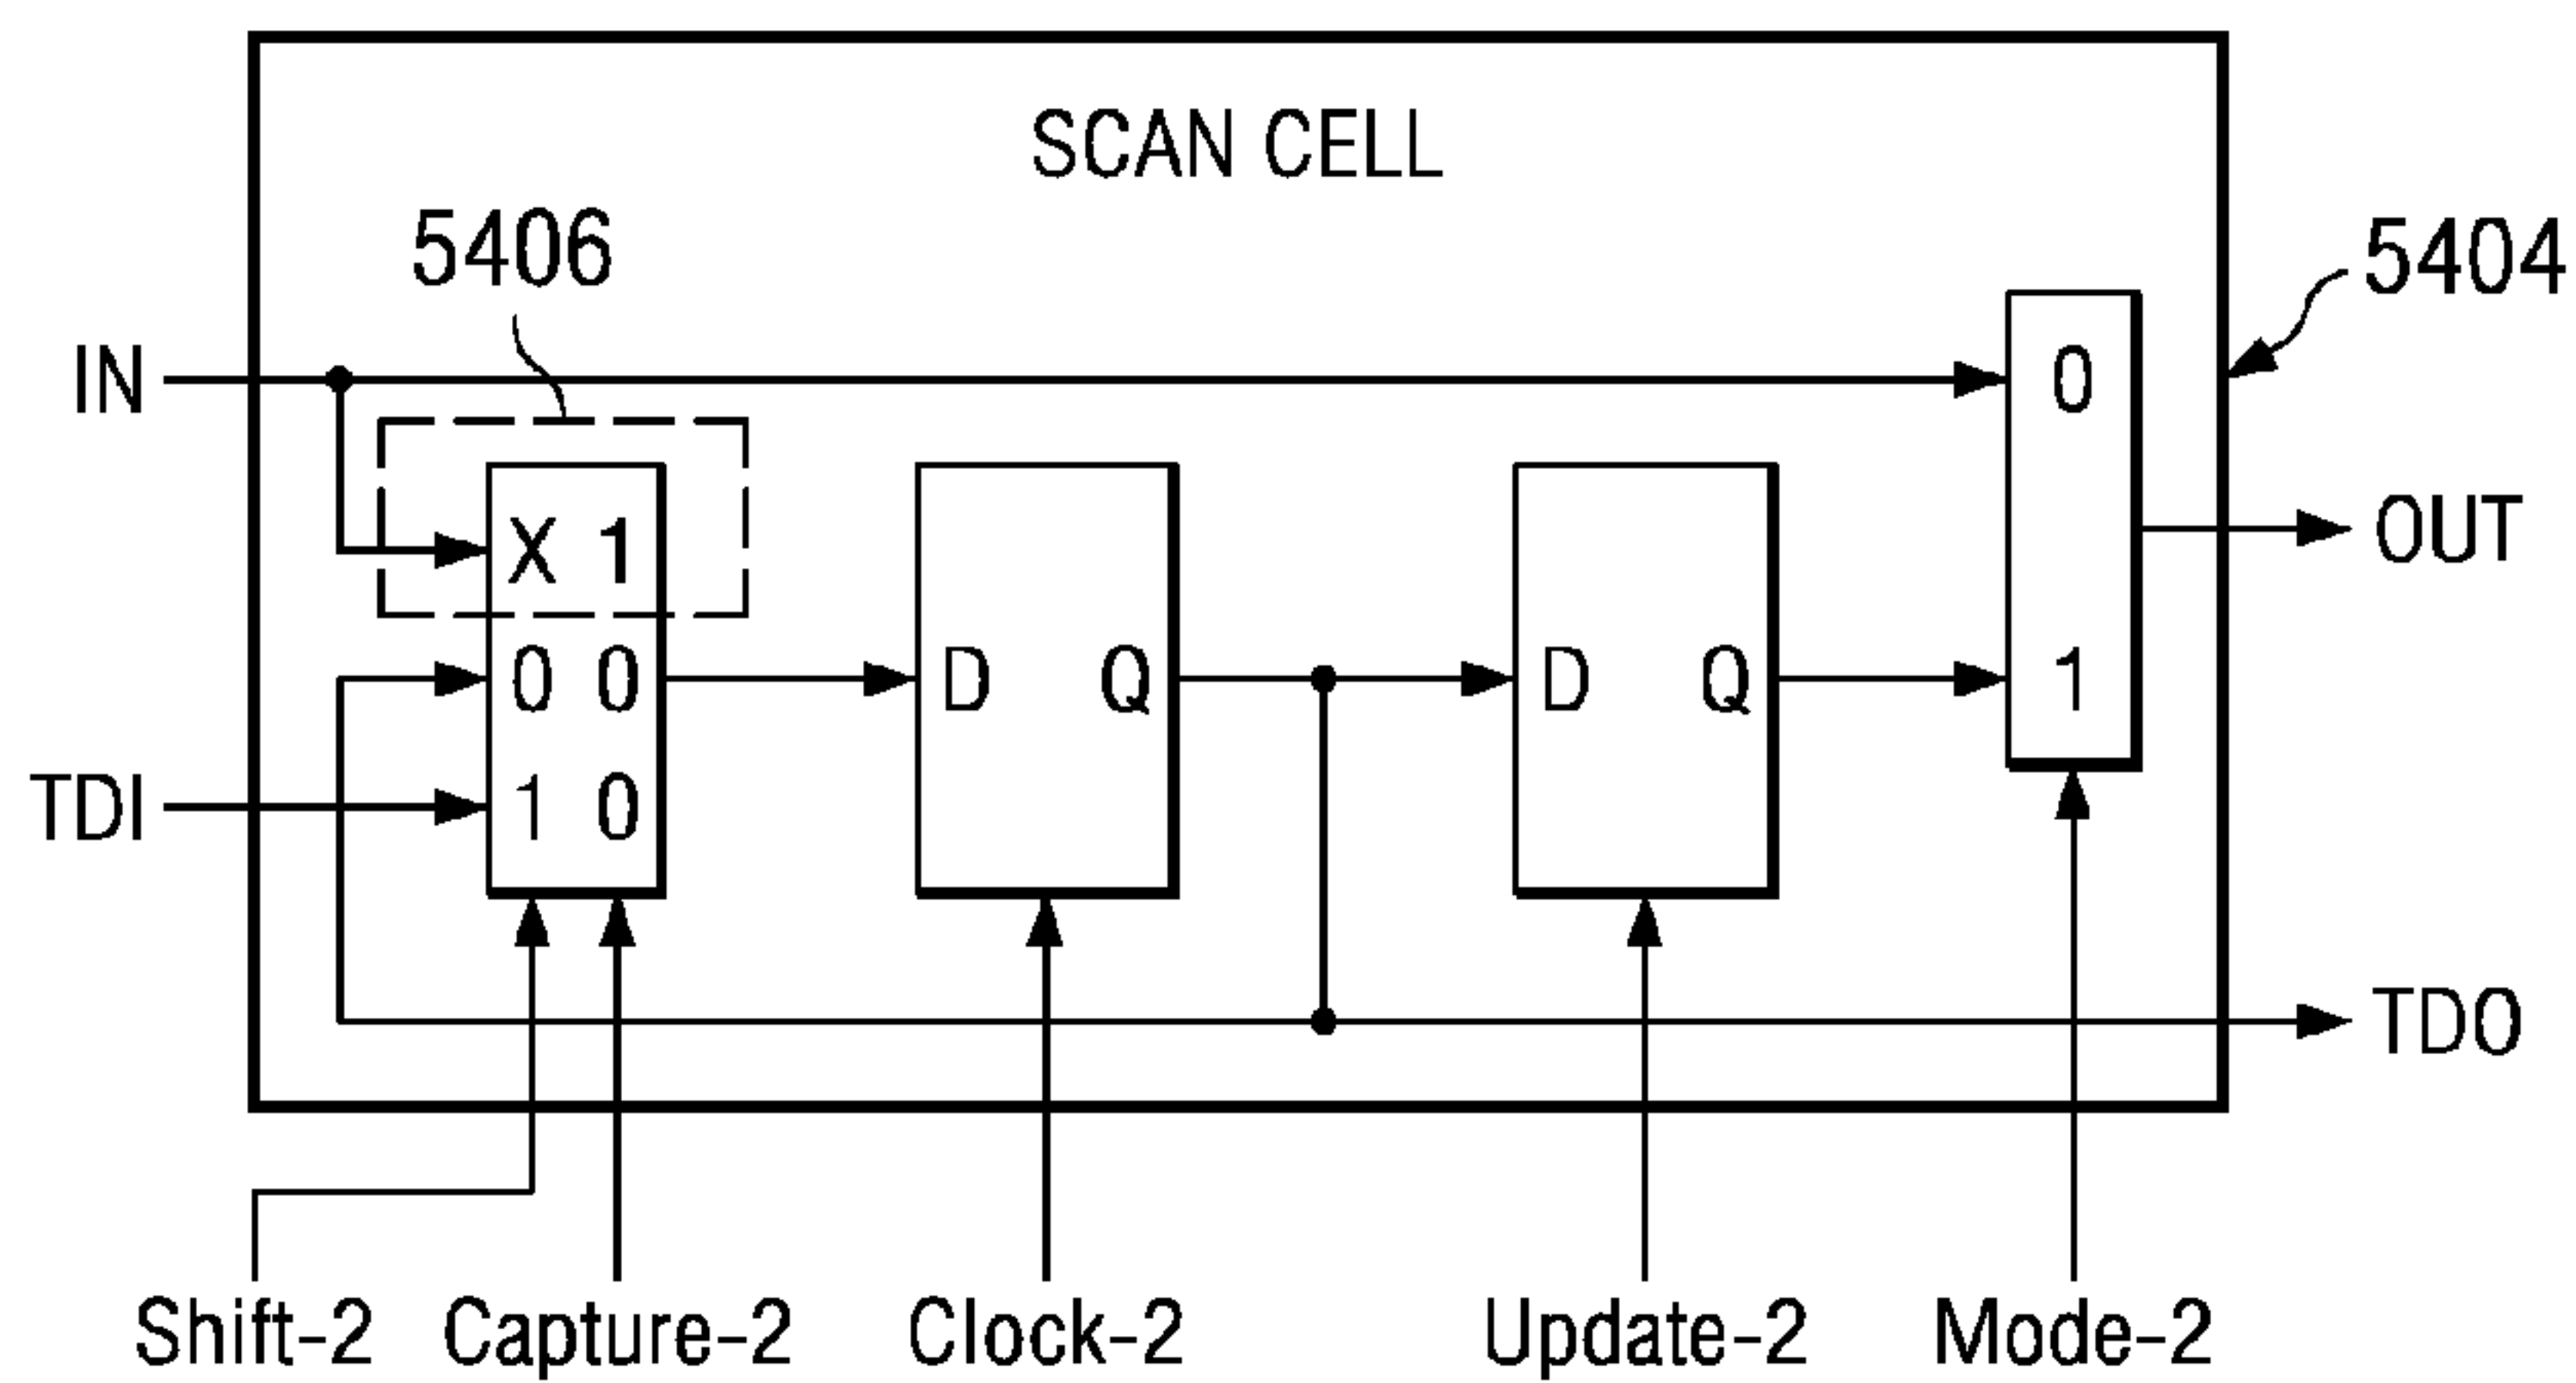 SCAN CELL
5406
5404
IN
0
X 1
OUT
0 0
D Q
D Q
1
TDI
1 0
TDO
Shift-2
Capture-2
Clock-2
Update-2
Mode-2